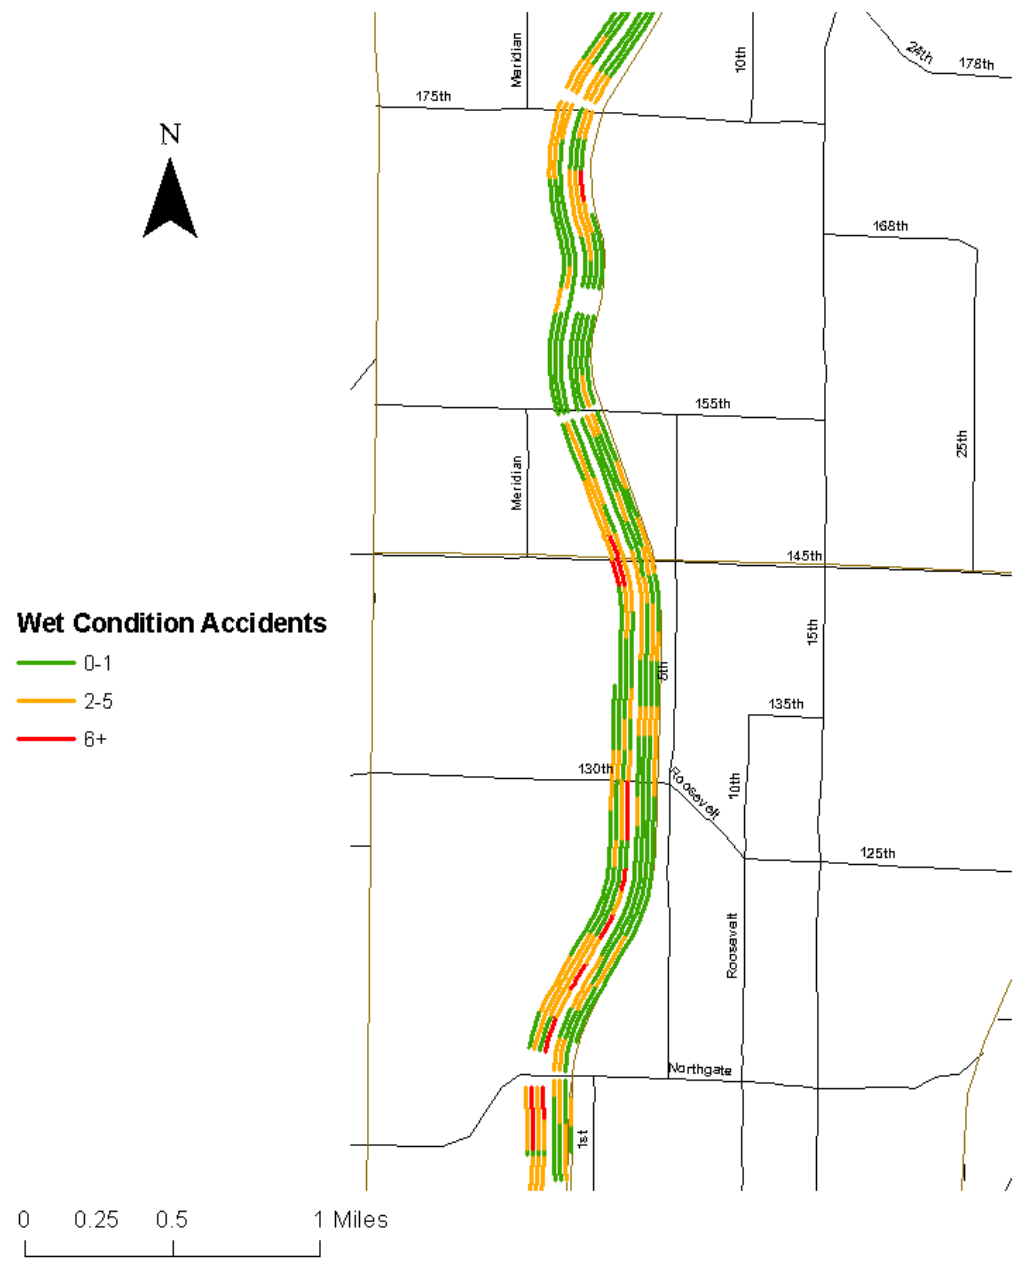 24th
178th
Meridian
10th
175th
N
168th
155th
25th
Meridian
145th
Wet Condition Accidents
0-1
2-5
6+
15th
5th
135th
130th
Roosevelt
10th
125th
Roosevelt
Northgate
1st
0 0.25 0.5 1 Miles